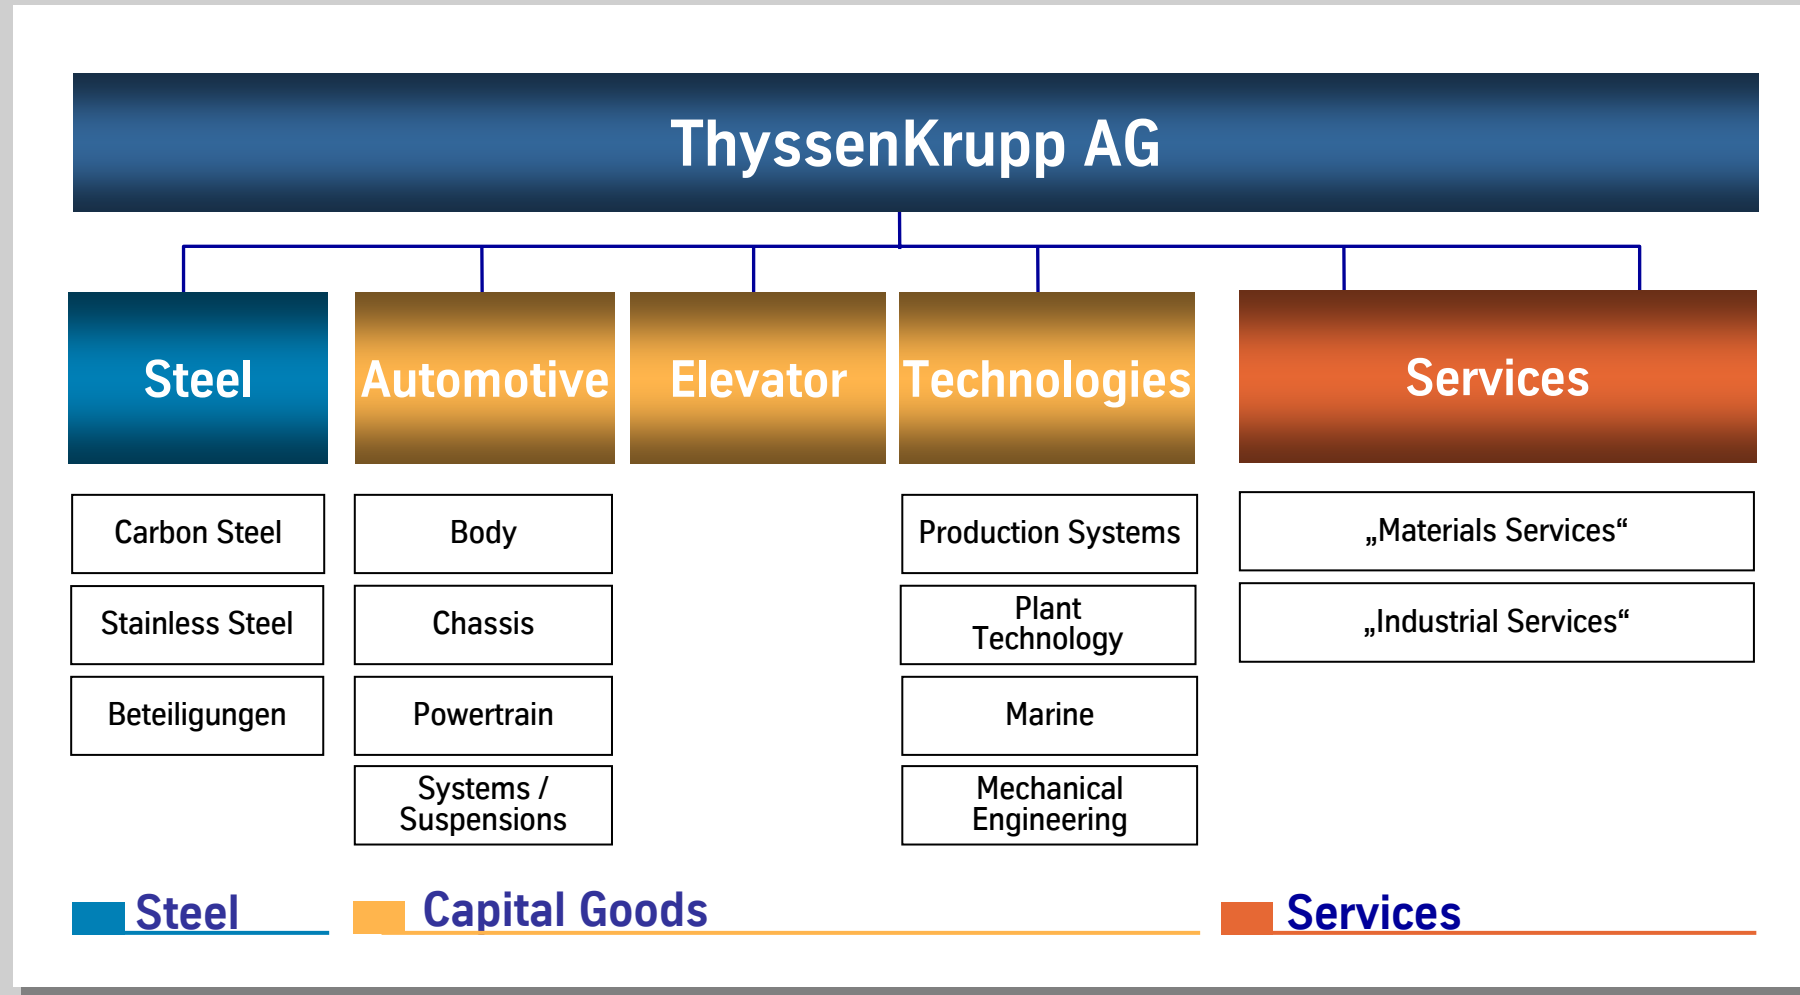 ThyssenKrupp AG
Steel
Automotive
Elevator
Technologies
Services
Carbon Steel
Stainless Steel
Beteiligungen
Body
Chassis
Powertrain
Systems /
Suspensions
Production Systems
Plant
Technology
Marine
Mechanical
Engineering
„Materials Services“
„Industrial Services“
Steel
Capital Goods
Services